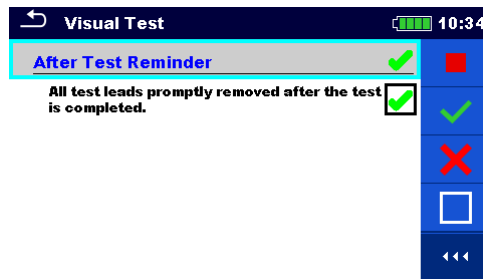 Visual Test
10:34
After Test Reminder
All test leads promptly removed after the test
is completed.